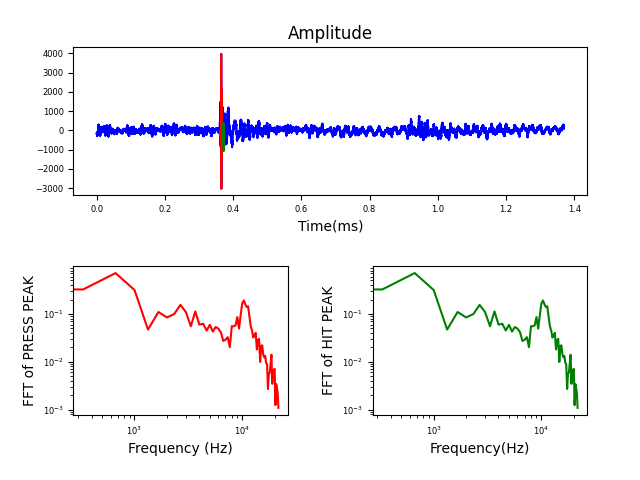 Amplitude
4000
3000
2000
1000
0
−1000
−2000
−3000
0.0 0.2 0.4 0.6 0.8 1.0 1.2 1.4
Time(ms)
FFT of PRESS PEAK
10⁻¹
10⁻²
10⁻³
10³ 10⁴
Frequency (Hz)
FFT of HIT PEAK
10⁻¹
10⁻²
10⁻³
10³ 10⁴
Frequency(Hz)